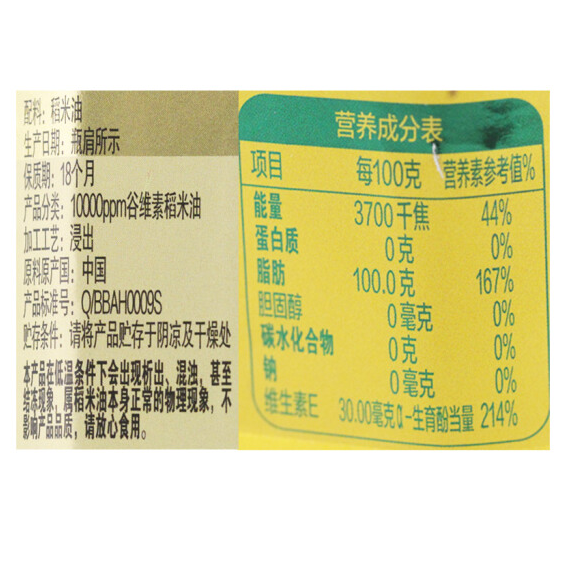 配料：稻米油
生产日期：瓶肩所示
保质期：18个月
产品分类：10000ppm谷维素稻米油
加工工艺：浸出
原料原产国：中国
产品标准号：Q/BBAH0009S
贮存条件：请将产品贮存于阴凉及干燥处
本产品在低温条件下会出现析出、混浊，甚至
结冻现象，属稻米油本身正常的物理现象，不
影响产品品质，请放心食用。
营养成分表
项目 每100克 营养素参考值%
能量 3700千焦 44%
蛋白质 0克 0%
脂肪 100.0克 167%
胆固醇 0毫克 0%
碳水化合物 0克 0%
钠 0毫克 0%
维生素E 30.00毫克α-生育酚当量 214%